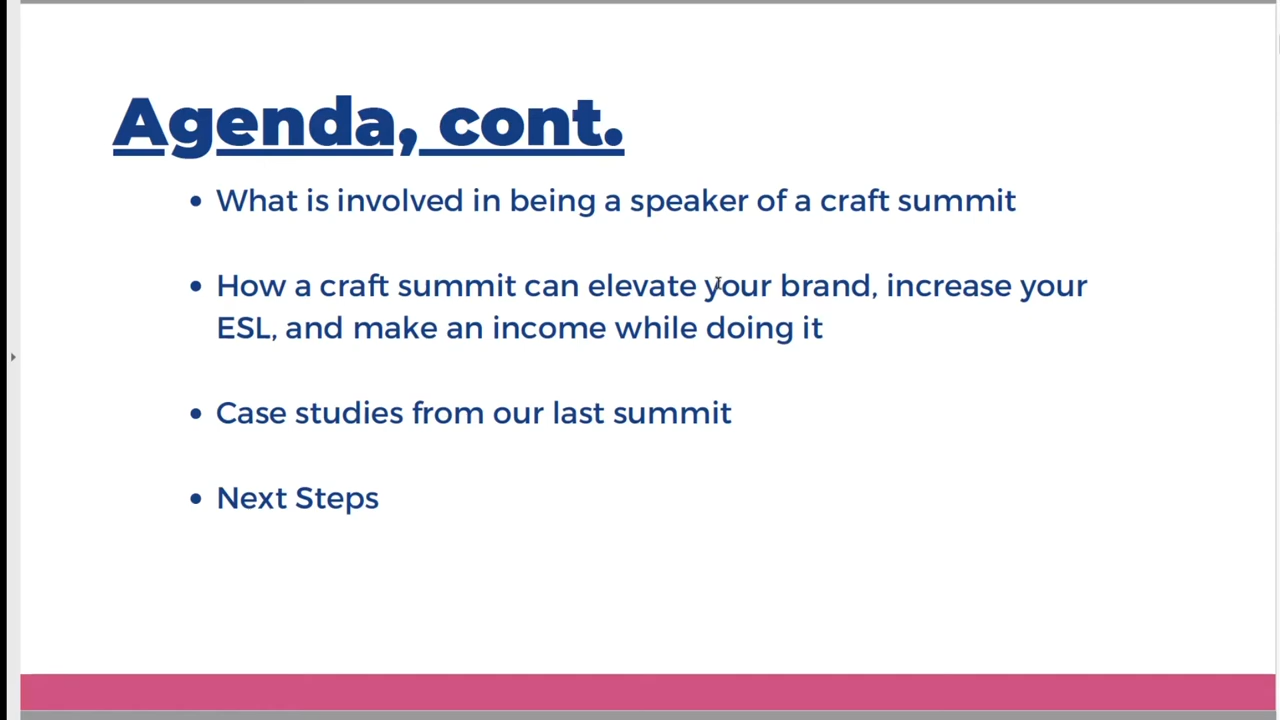 Agenda, cont.
• What is involved in being a speaker of a craft summit
• How a craft summit can elevate your brand, increase your
ESL, and make an income while doing it
• Case studies from our last summit
• Next Steps